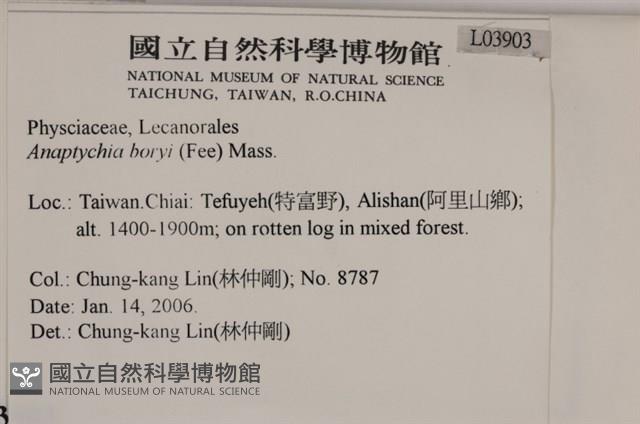 國立自然科學博物館
L03903
NATIONAL MUSEUM OF NATURAL SCIENCE
TAICHUNG, TAIWAN, R.O.CHINA
Physciaceae, Lecanorales
Anaptychia boryi (Fee) Mass.
Loc.: Taiwan.Chiai: Tefuyeh(特富野), Alishan(阿里山鄉);
alt. 1400-1900m; on rotten log in mixed forest.
Col.: Chung-kang Lin(林仲剛); No. 8787
Date: Jan. 14, 2006.
Det.: Chung-kang Lin(林仲剛)
國立自然科學博物館
NATIONAL MUSEUM OF NATURAL SCIENCE